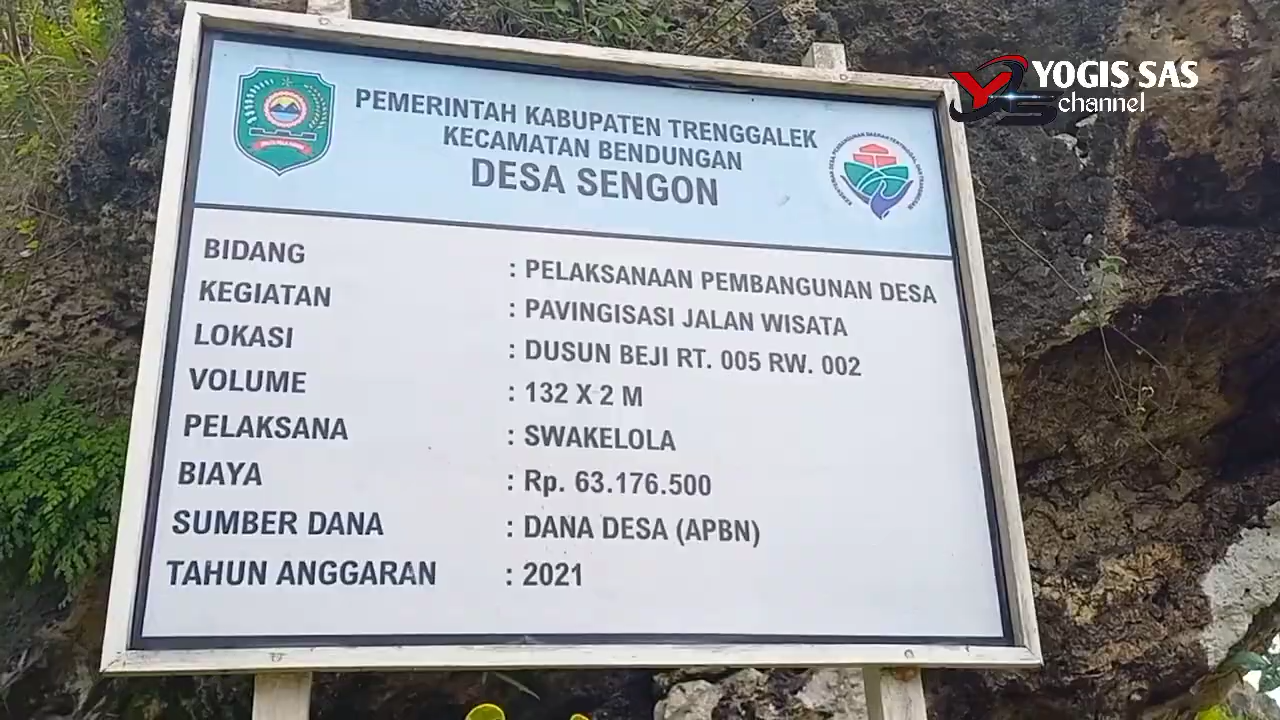 YOGIS SAS
channel
PEMERINTAH KABUPATEN TRENGGALEK
KECAMATAN BENDUNGAN
DESA SENGON
BIDANG : PELAKSANAAN PEMBANGUNAN DESA
KEGIATAN : PAVINGISASI JALAN WISATA
LOKASI : DUSUN BEJI RT. 005 RW. 002
VOLUME : 132 X 2 M
PELAKSANA : SWAKELOLA
BIAYA : Rp. 63.176.500
SUMBER DANA : DANA DESA (APBN)
TAHUN ANGGARAN : 2021